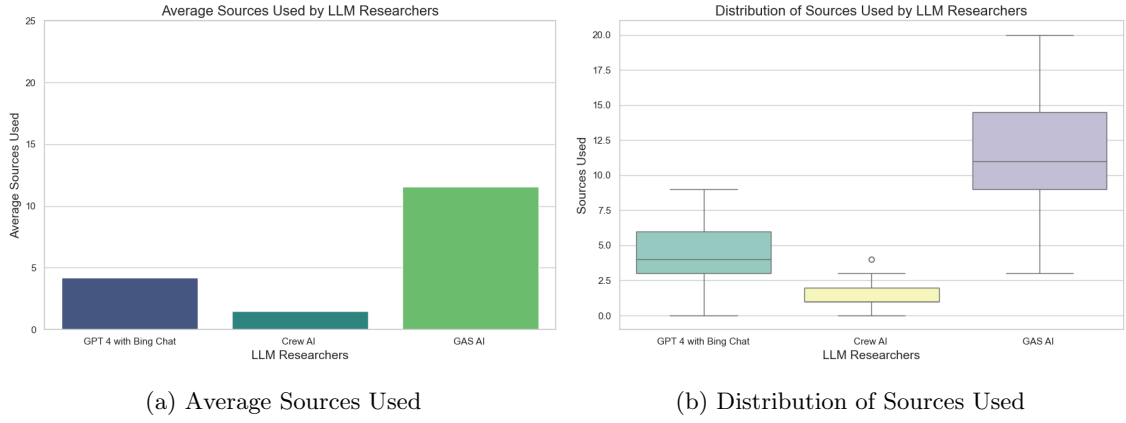 Average Sources Used by LLM Researchers
25
20
15
10
5
0
Average Sources Used
GPT 4 with Bing Chat
Crew AI
GAS AI
LLM Researchers
(a) Average Sources Used
Distribution of Sources Used by LLM Researchers
20.0
17.5
15.0
12.5
10.0
7.5
5.0
2.5
0.0
Sources Used
GPT 4 with Bing Chat
Crew AI
GAS AI
LLM Researchers
(b) Distribution of Sources Used